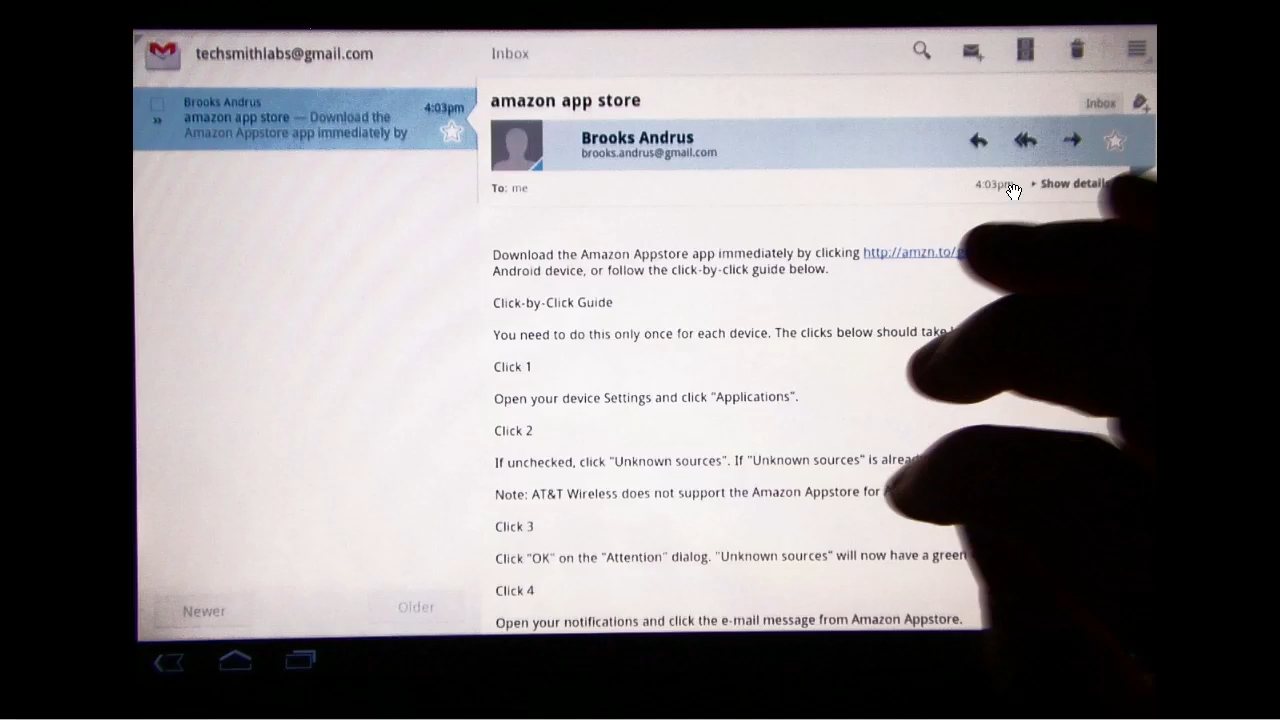 techsmithlabs@gmail.com
Inbox
Brooks Andrus
4:03pm
amazon app store — Download the
Amazon Appstore app immediately by
amazon app store
Inbox
Brooks Andrus
brooks.andrus@gmail.com
To: me
4:03pm
Show details
Download the Amazon Appstore app immediately by clicking http://amzn.to/
Android device, or follow the click-by-click guide below.
Click-by-Click Guide
You need to do this only once for each device. The clicks below should take
Click 1
Open your device Settings and click "Applications".
Click 2
If unchecked, click "Unknown sources". If "Unknown sources" is
Note: AT&T Wireless does not support the Amazon Appstore for
Click 3
Click "OK" on the "Attention" dialog. "Unknown sources" will now have a green
Click 4
Open your notifications and click the e-mail message from Amazon Appstore.
Newer
Older